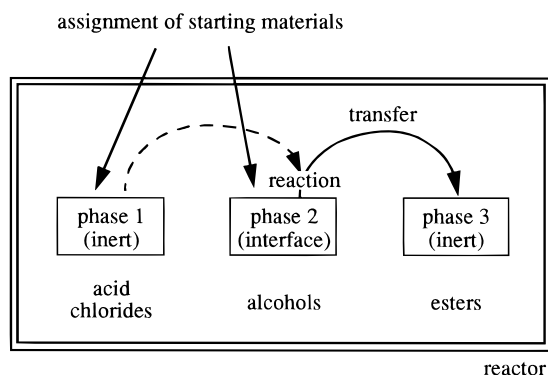 assignment of starting materials
transfer
reaction
phase 1
(inert)
phase 2
(interface)
phase 3
(inert)
acid
chlorides
alcohols
esters
reactor